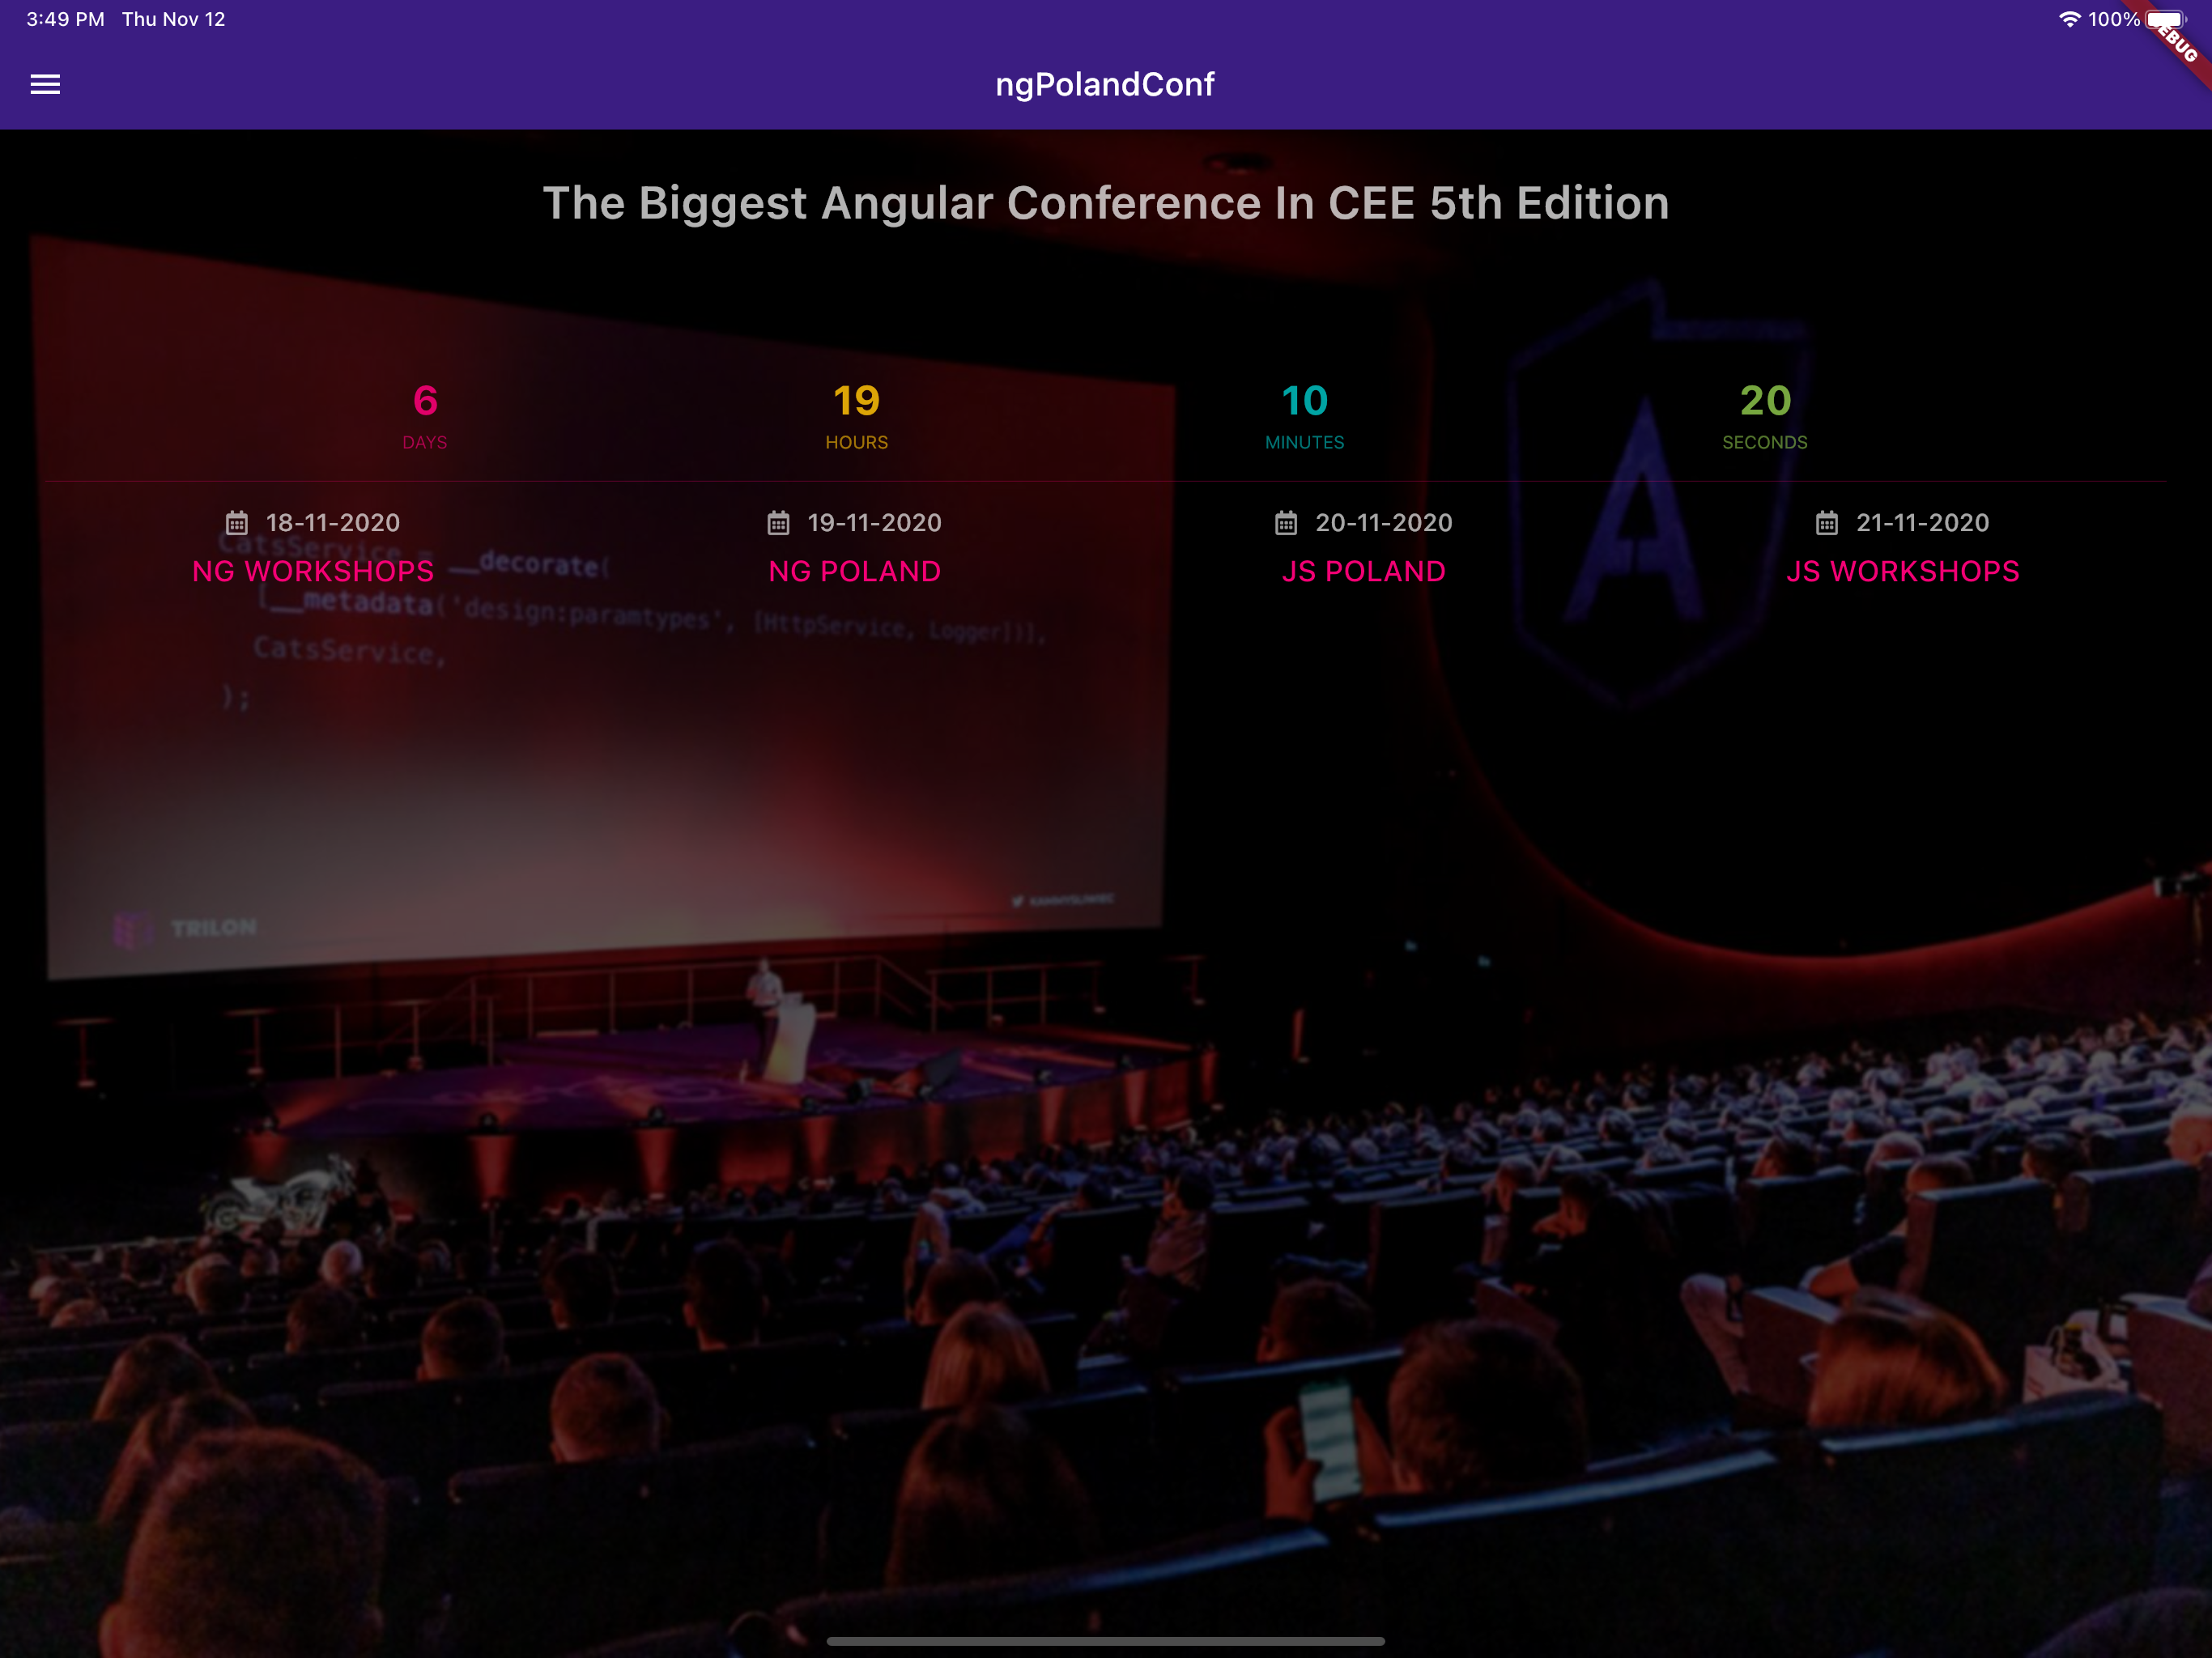 3:49 PM Thu Nov 12
100%
EBUG
ngPolandConf
The Biggest Angular Conference In CEE 5th Edition
6 19 10 20
DAYS HOURS MINUTES SECONDS
18-11-2020 19-11-2020 20-11-2020 21-11-2020
NG WORKSHOPS NG POLAND JS POLAND JS WORKSHOPS
CatsService = __decorate(
[__metadata('design:paramtypes', [HttpService, Logger])],
CatsService,
);
A
TRILON